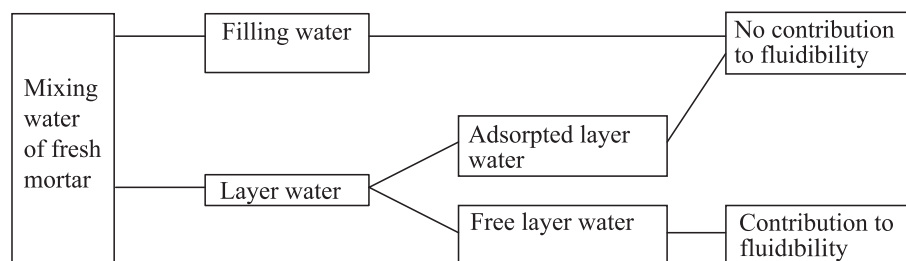 Mixing
water
of fresh
mortar
Filling water
Layer water
Adsorpted layer
water
Free layer water
No contribution
to fluidibility
Contribution to
fluidibility